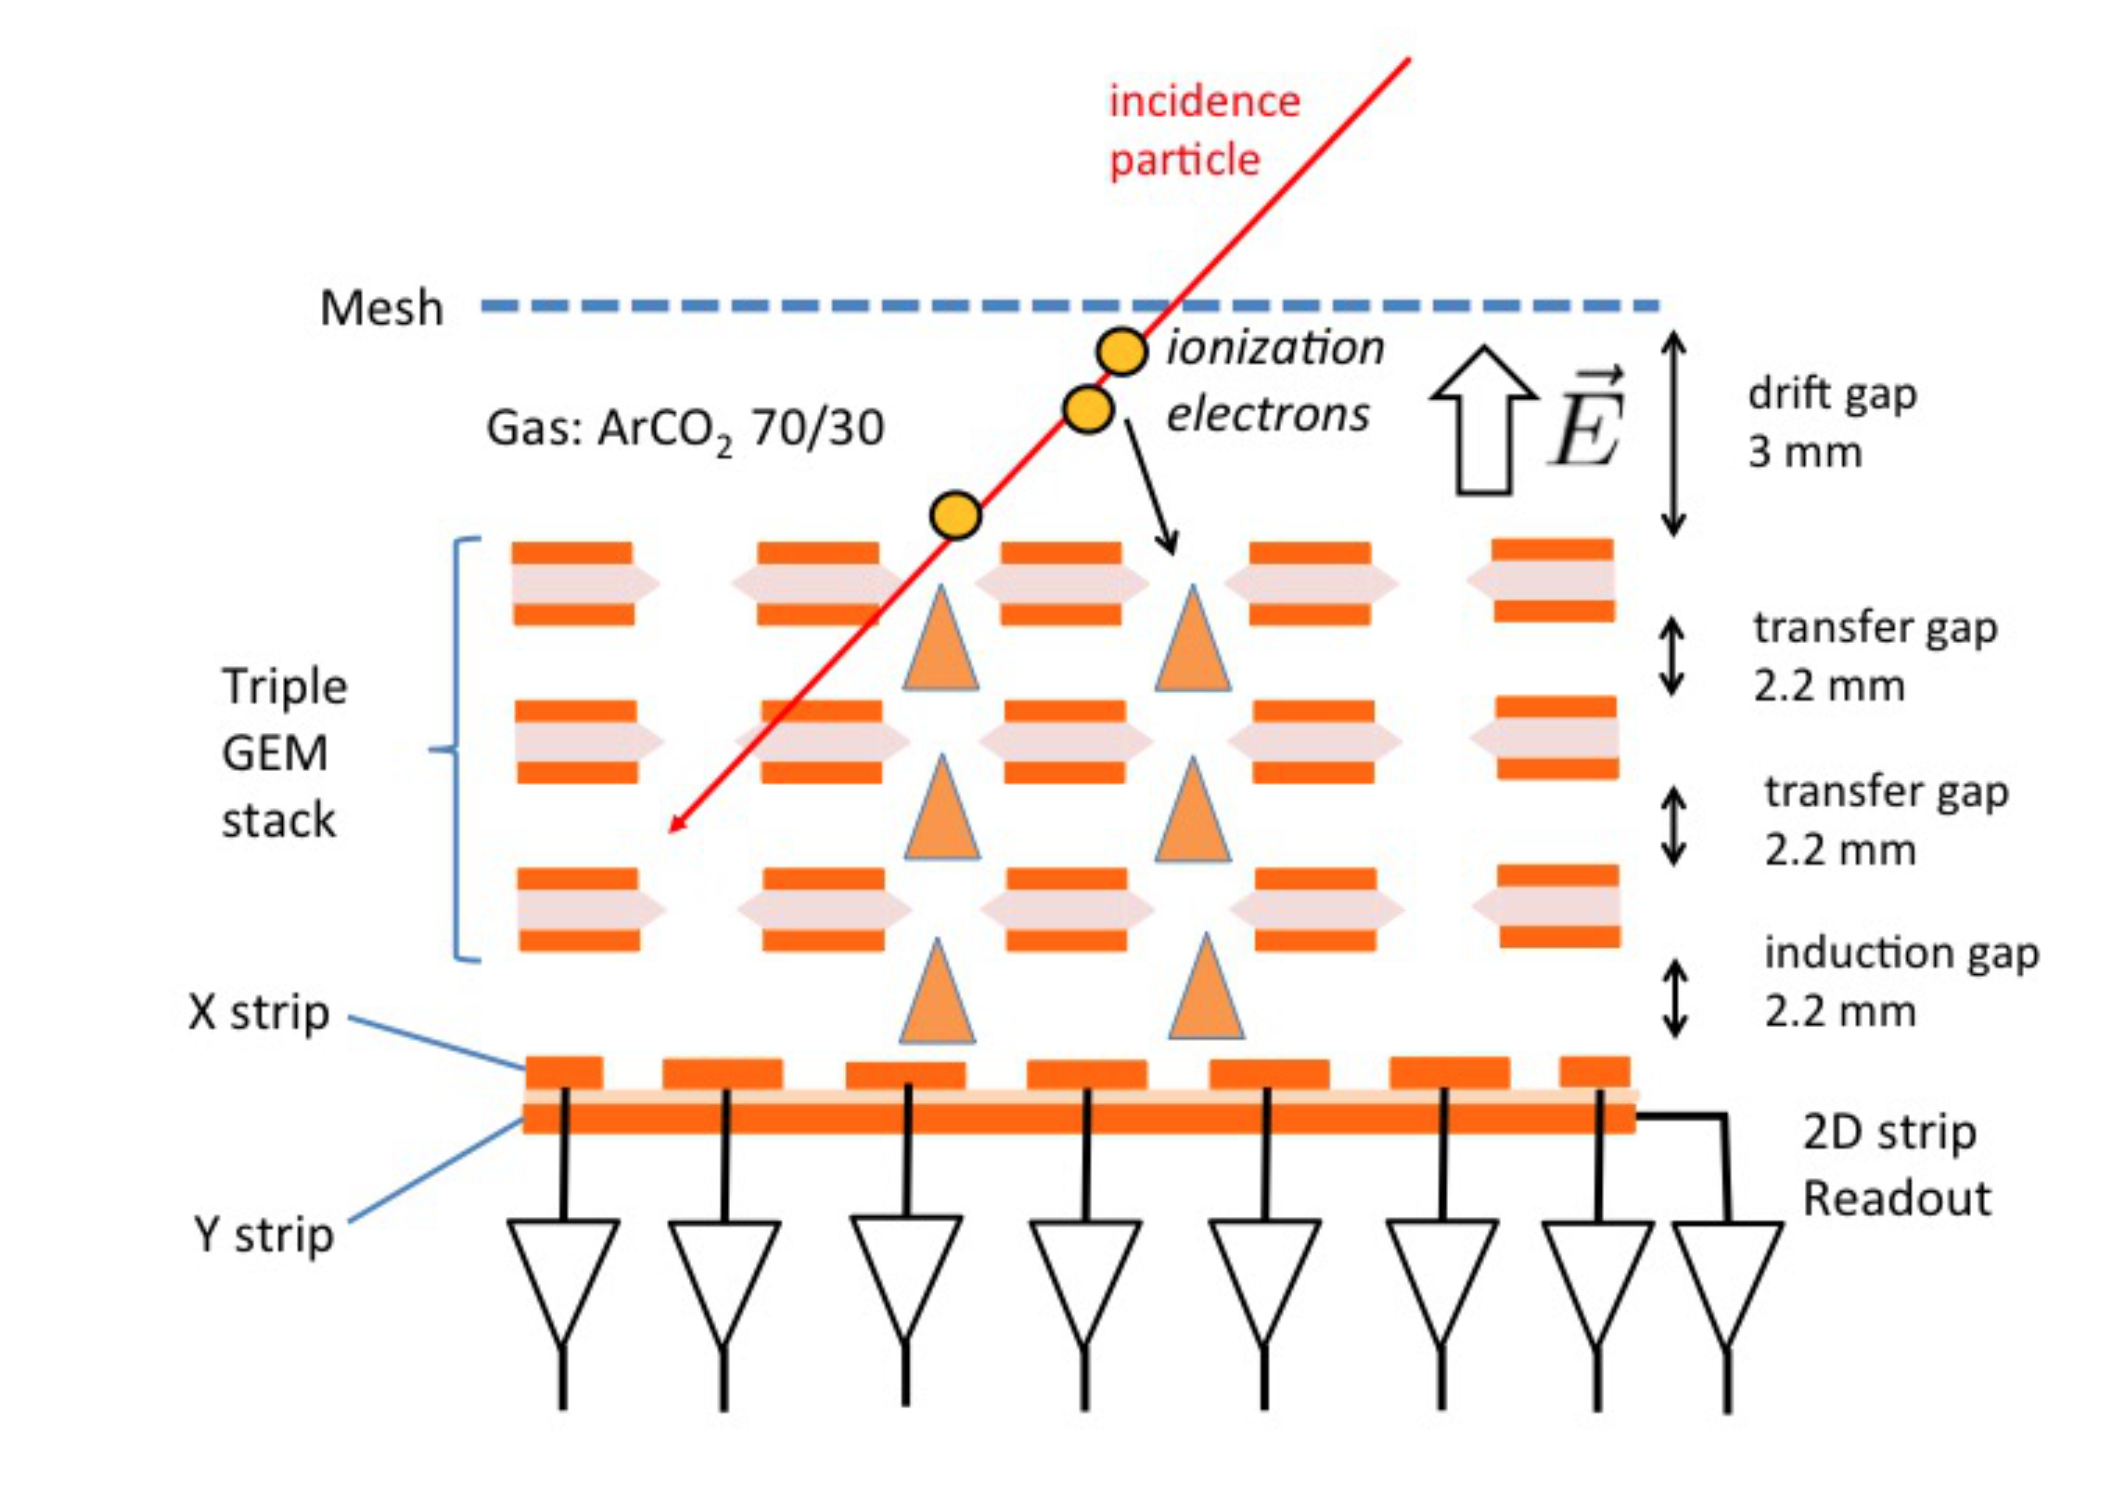 incidence
particle
Mesh
ionization
electrons
Gas: ArCO₂ 70/30
E⃗
drift gap
3 mm
transfer gap
2.2 mm
Triple
GEM
stack
transfer gap
2.2 mm
induction gap
2.2 mm
X strip
Y strip
2D strip
Readout